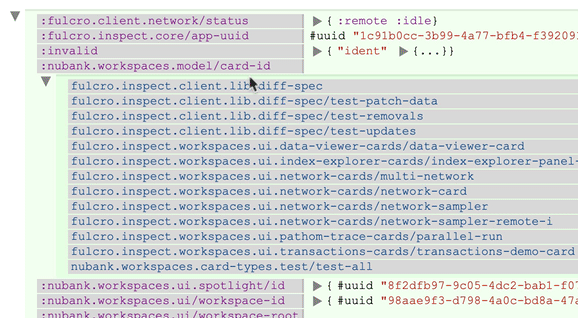 :fulcro.client.network/status { :remote :idle}
:fulcro.inspect.core/app-uuid #uuid "1c91b0cc-3b99-4a77-bfb4-f39209
:invalid { "ident" {...}}
:nubank.workspaces.model/card-id
fulcro.inspect.client.lib.diff-spec
fulcro.inspect.client.lib.diff-spec/test-patch-data
fulcro.inspect.client.lib.diff-spec/test-removals
fulcro.inspect.client.lib.diff-spec/test-updates
fulcro.inspect.workspaces.ui.data-viewer-cards/data-viewer-card
fulcro.inspect.workspaces.ui.index-explorer-cards/index-explorer-panel-
fulcro.inspect.workspaces.ui.network-cards/multi-network
fulcro.inspect.workspaces.ui.network-cards/network-card
fulcro.inspect.workspaces.ui.network-cards/network-sampler
fulcro.inspect.workspaces.ui.network-cards/network-sampler-remote-i
fulcro.inspect.workspaces.ui.pathom-trace-cards/parallel-run
fulcro.inspect.workspaces.ui.transactions-cards/transactions-demo-card
nubank.workspaces.card-types.test/test-all
:nubank.workspaces.ui.spotlight/id { #uuid "8f2dfb97-9c05-4dc2-bab1-f07
:nubank.workspaces.ui/workspace-id { #uuid "98aae9f3-d798-4a0c-bd8a-47a
:nubank.workspaces.ui/workspace-root